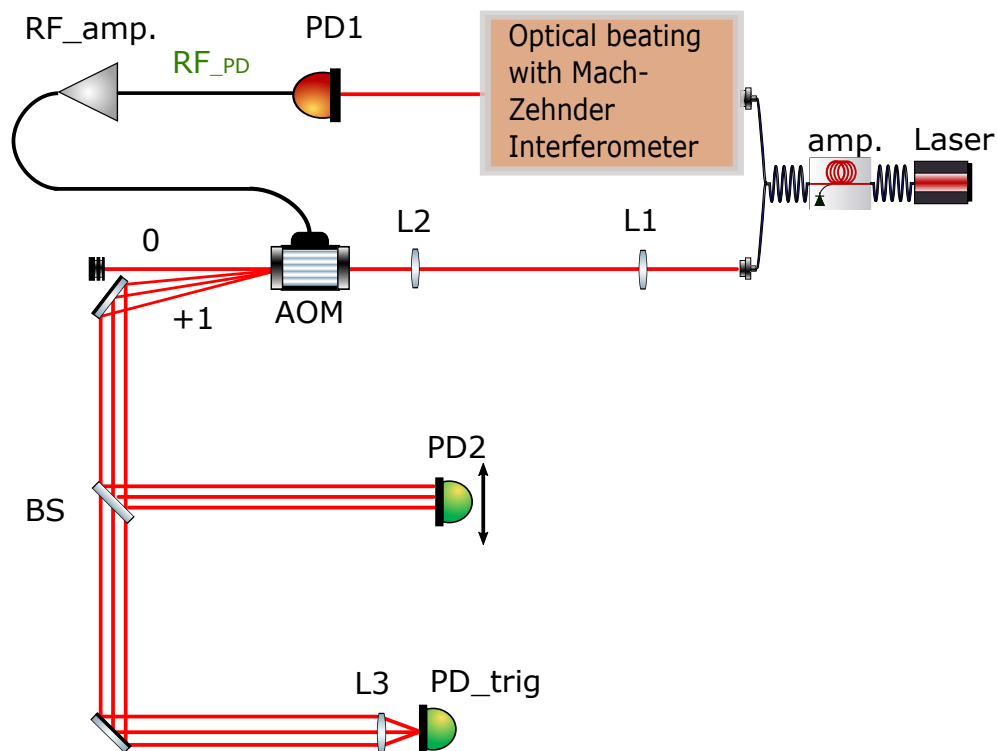 RF_amp.
PD1
RF_PD
Optical beating
with Mach-
Zehnder
Interferometer
amp.
Laser
0
+1
AOM
L2
L1
PD2
BS
L3
PD_trig